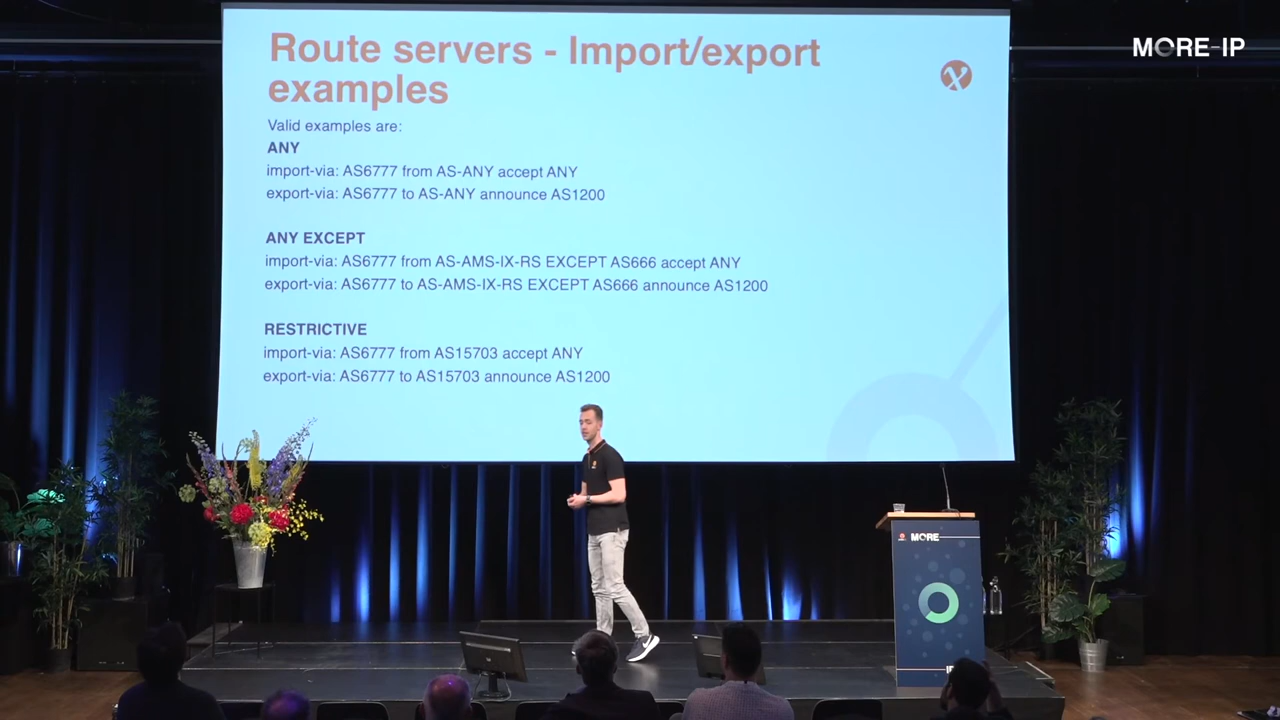 MORE-IP
Route servers - Import/export
examples
Valid examples are:
ANY
import-via: AS6777 from AS-ANY accept ANY
export-via: AS6777 to AS-ANY announce AS1200
ANY EXCEPT
import-via: AS6777 from AS-AMS-IX-RS EXCEPT AS666 accept ANY
export-via: AS6777 to AS-AMS-IX-RS EXCEPT AS666 announce AS1200
RESTRICTIVE
import-via: AS6777 from AS15703 accept ANY
export-via: AS6777 to AS15703 announce AS1200
MORE